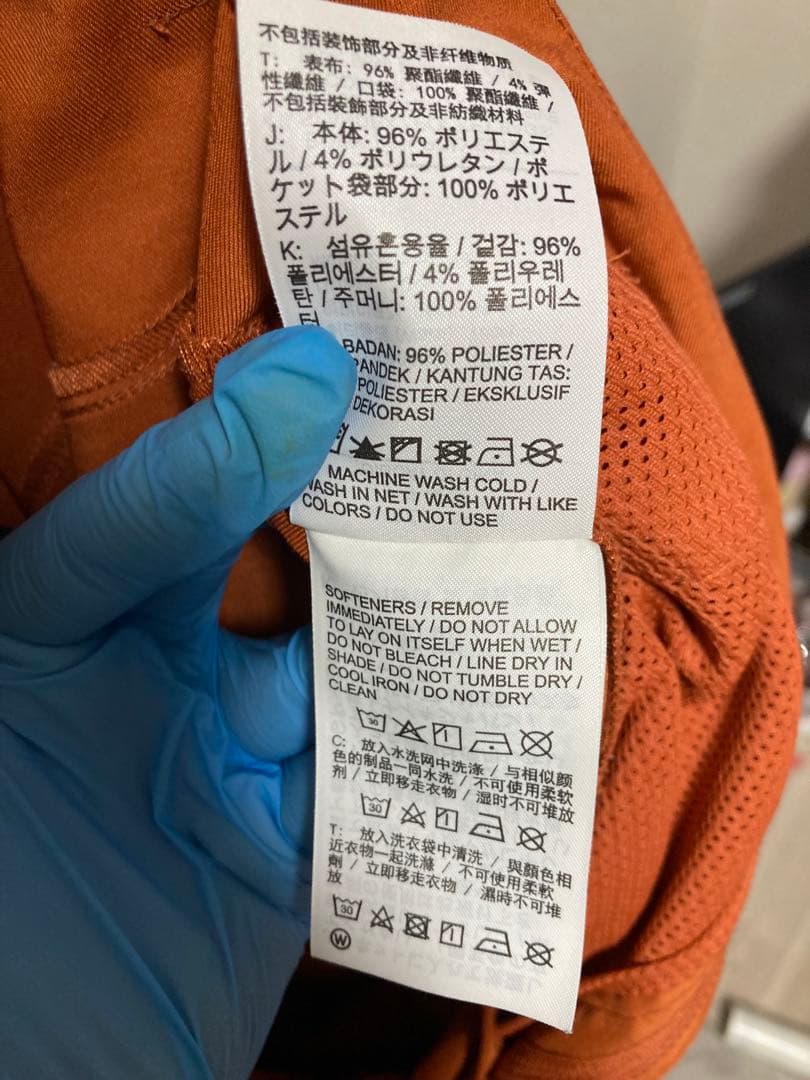 不包括装饰部分及非纤维物质
T: 表布: 96% 聚酯纖維 / 4% 彈
性纖維 / 口袋: 100% 聚酯纖維 /
不包括裝飾部分及非紡織材料
J: 本体: 96% ポリエステ
ル / 4% ポリウレタン / ポ
ケット袋部分: 100% ポリエ
ステル
K: 섬유혼용율 / 겉감: 96%
폴리에스터 / 4% 폴리우레
탄 / 주머니: 100% 폴리에스
터
BADAN: 96% POLIESTER /
KANTUNG TAS:
POLIESTER / EKSKLUSIF
DEKORASI
MACHINE WASH COLD /
WASH IN NET / WASH WITH LIKE
COLORS / DO NOT USE
SOFTENERS / REMOVE
IMMEDIATELY / DO NOT ALLOW
TO LAY ON ITSELF WHEN WET /
DO NOT BLEACH / LINE DRY IN
SHADE / DO NOT TUMBLE DRY /
COOL IRON / DO NOT DRY
CLEAN
30
C: 放入水洗网中洗涤 / 与相似颜
色的制品一同水洗 / 不可使用柔软
剂 / 立即移走衣物 / 湿时不可堆放
30
T: 放入洗衣袋中清洗 / 與顏色相
近衣物一起洗滌 / 不可使用柔軟
劑 / 立即移走衣物 / 濕時不可堆
放
30
W